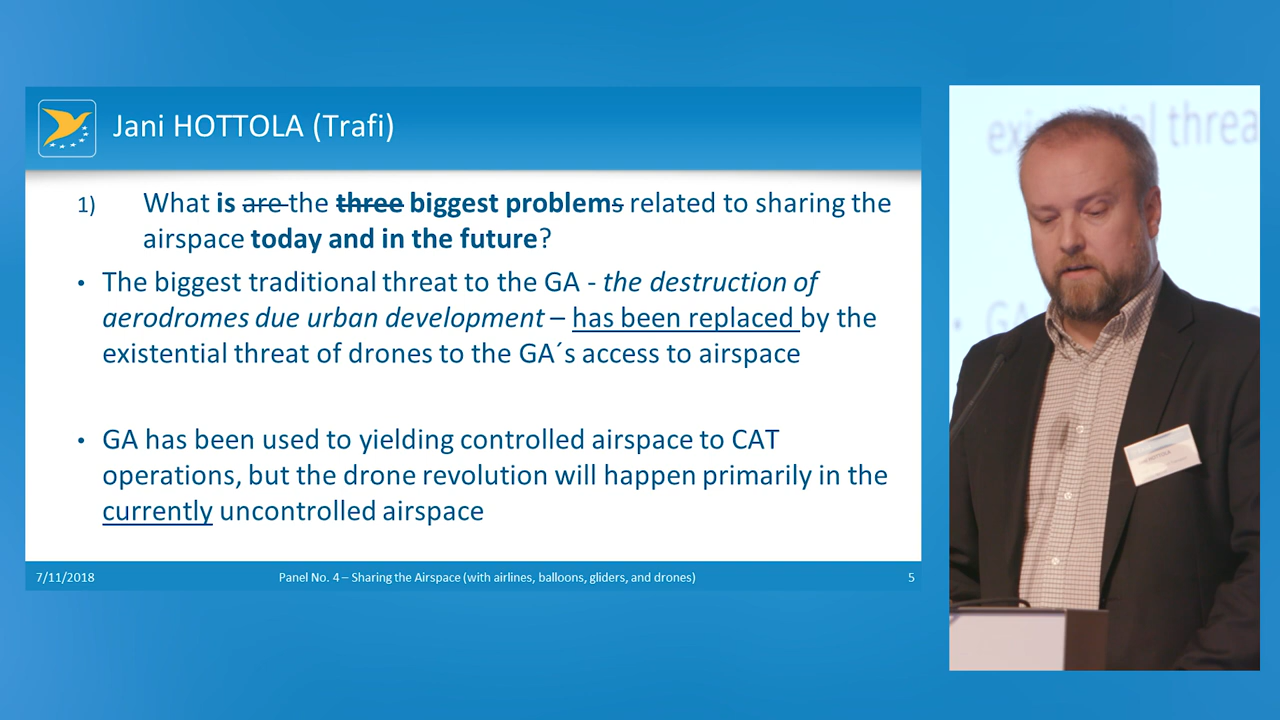 Jani HOTTOLA (Trafi)
1) What is are the three biggest problems related to sharing the
airspace today and in the future?
• The biggest traditional threat to the GA - the destruction of
aerodromes due urban development – has been replaced by the
existential threat of drones to the GA´s access to airspace
• GA has been used to yielding controlled airspace to CAT
operations, but the drone revolution will happen primarily in the
currently uncontrolled airspace
7/11/2018 Panel No. 4 – Sharing the Airspace (with airlines, balloons, gliders, and drones) 5
threa
GA
HOTTOLA